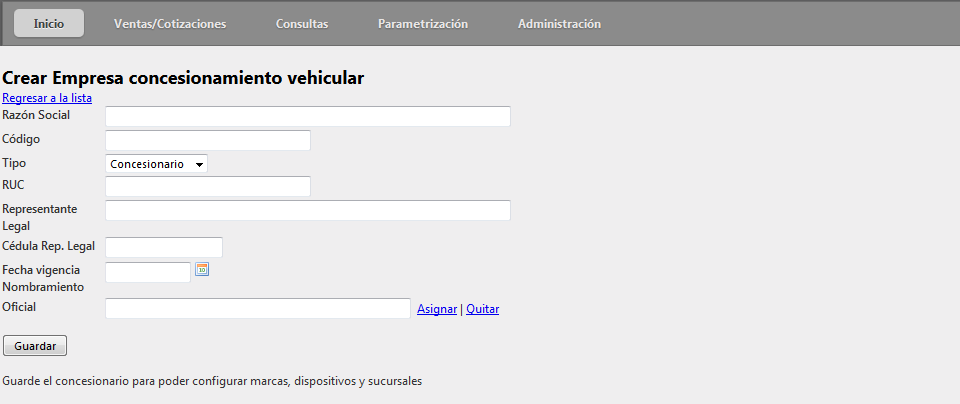 Inicio Ventas/Cotizaciones Consultas Parametrización Administración
Crear Empresa concesionamiento vehicular
Regresar a la lista
Razón Social
Código
Tipo Concesionario
RUC
Representante
Legal
Cédula Rep. Legal
Fecha vigencia
Nombramiento
Oficial Asignar | Quitar
Guardar
Guarde el concesionario para poder configurar marcas, dispositivos y sucursales